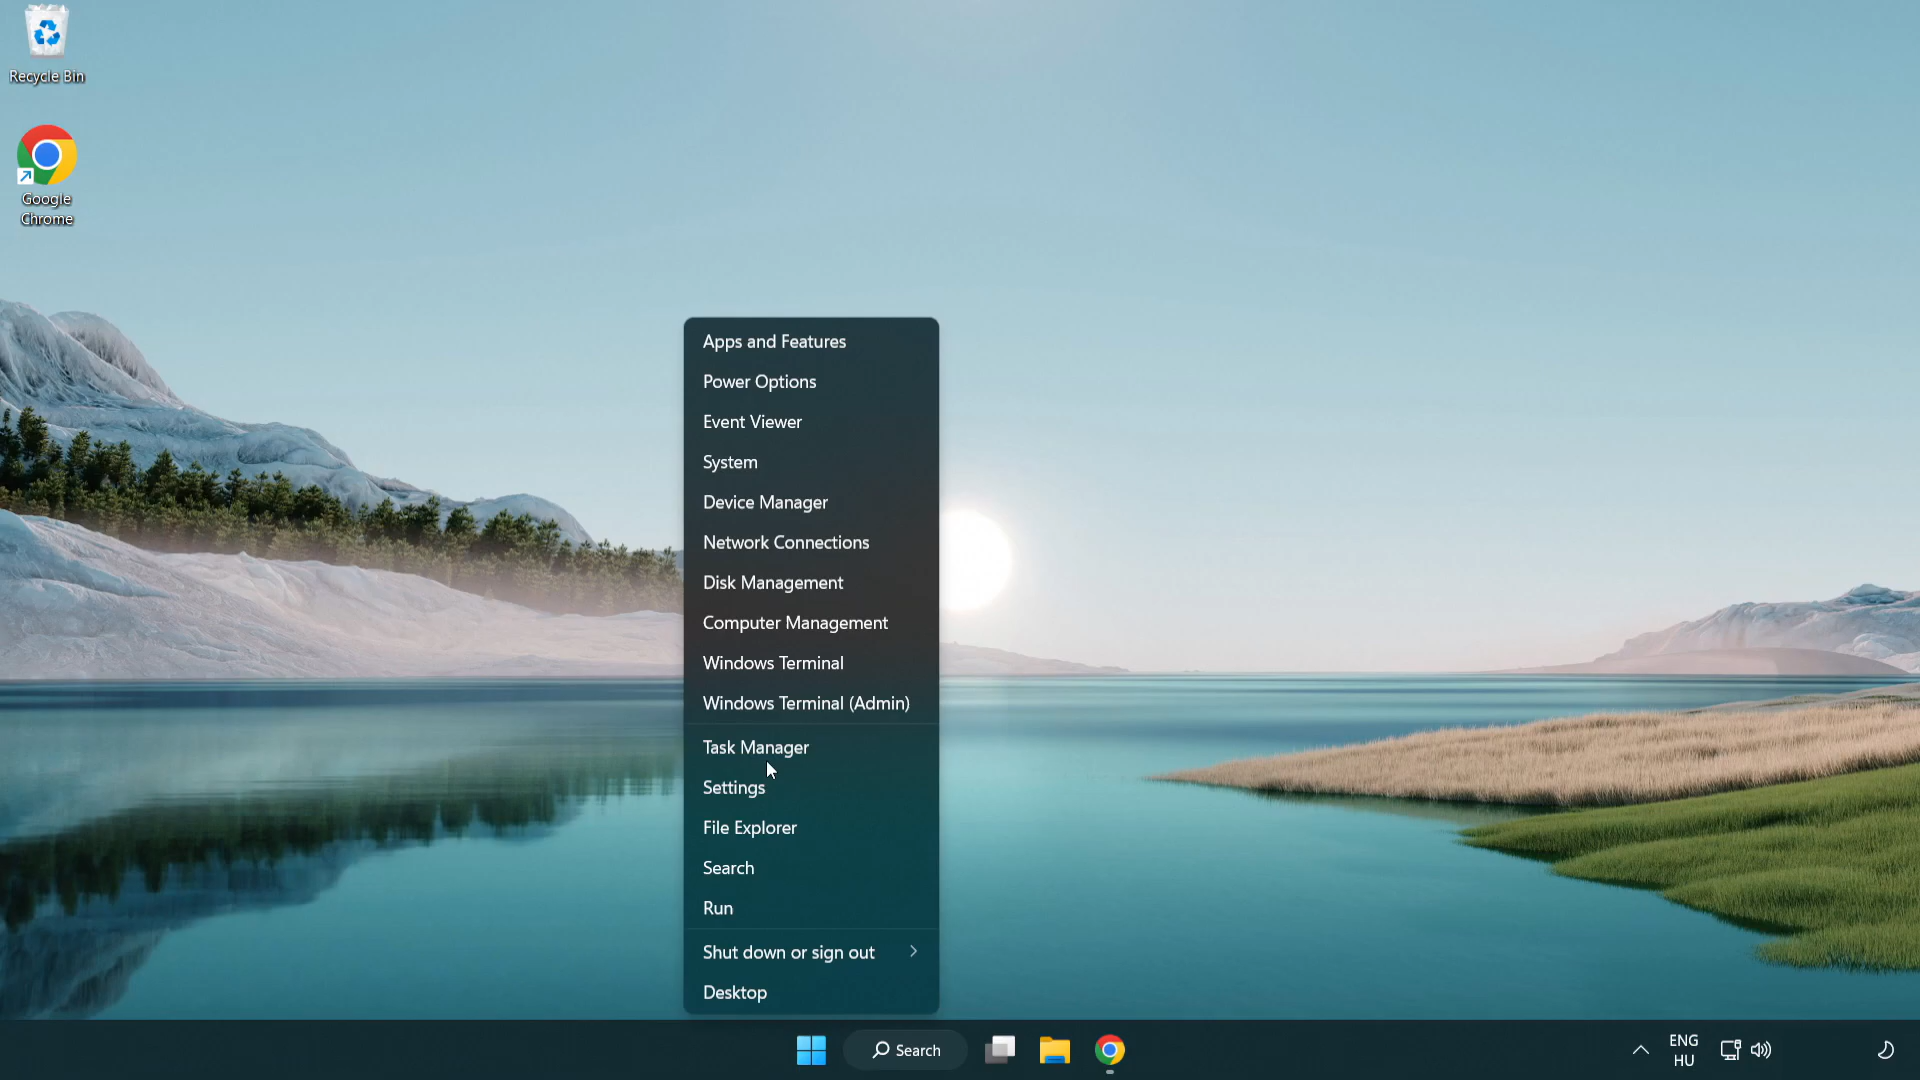 Recycle Bin
Google
Chrome
Apps and Features
Power Options
Event Viewer
System
Device Manager
Network Connections
Disk Management
Computer Management
Windows Terminal
Windows Terminal (Admin)
Task Manager
Settings
File Explorer
Search
Run
Shut down or sign out
Desktop
Search
ENG
HU